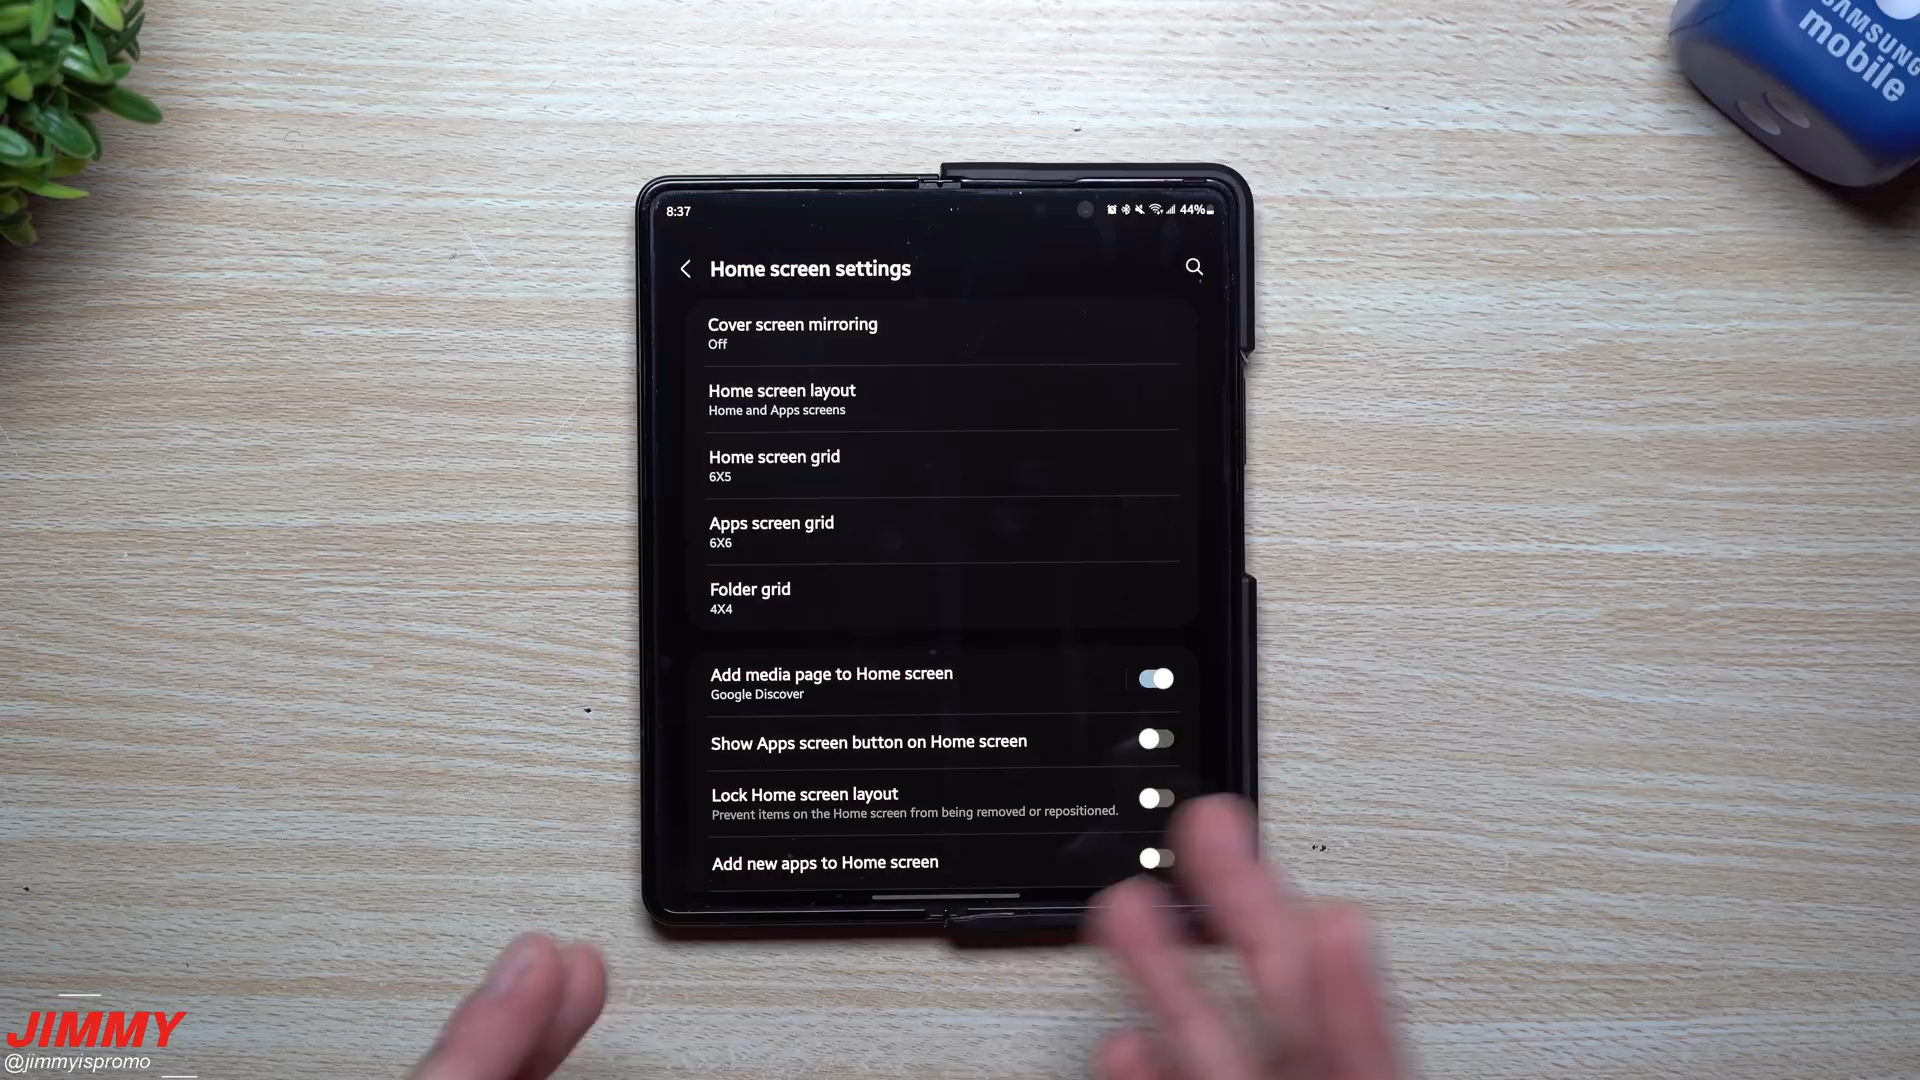 SAMSUNG
mobile
8:37
44%
Home screen settings
Cover screen mirroring
Off
Home screen layout
Home and Apps screens
Home screen grid
6X5
Apps screen grid
6X6
Folder grid
4X4
Add media page to Home screen
Google Discover
Show Apps screen button on Home screen
Lock Home screen layout
Prevent items on the Home screen from being removed or repositioned.
Add new apps to Home screen
JIMMY
@jimmyispromo